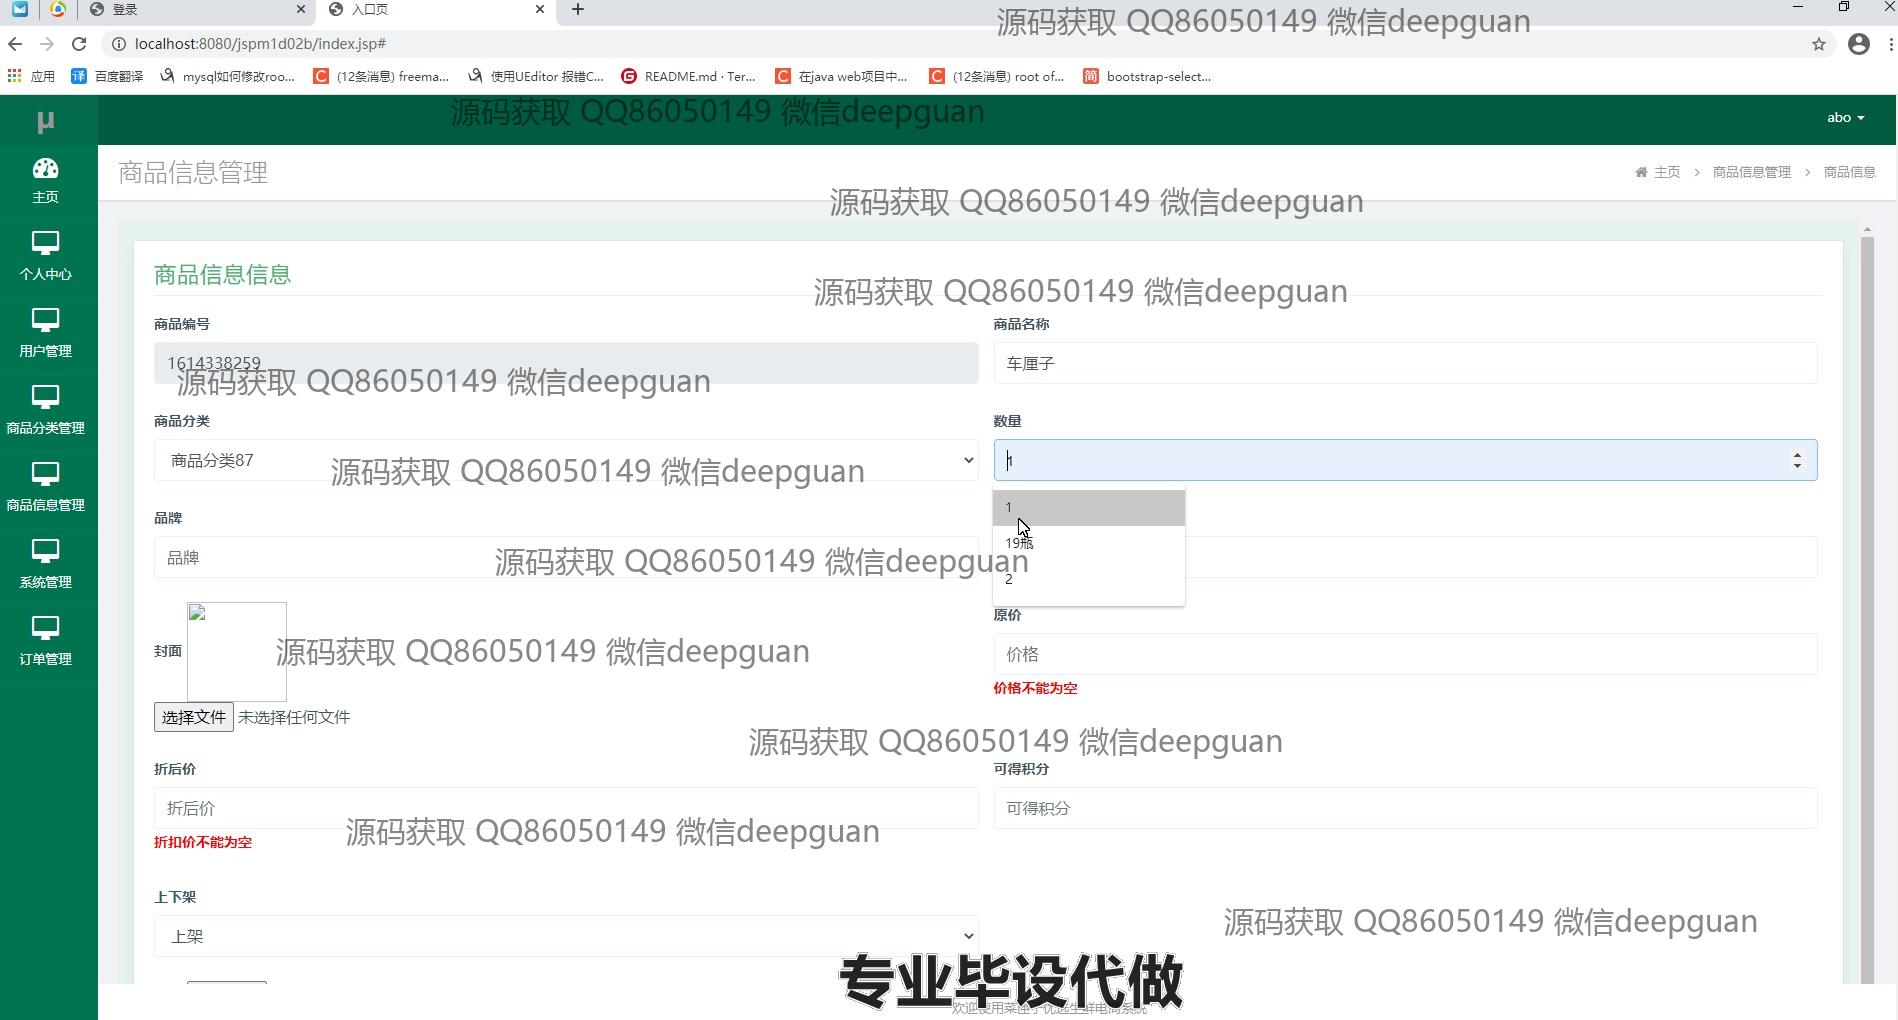 登录
入口页
源码获取 QQ86050149 微信deepguan
localhost:8080/jspm1d02b/index.jsp#
应用
百度翻译
mysql如何修改roo...
(12条消息) freema...
使用UEditor 报错C...
README.md · Ter...
在java web项目中...
(12条消息) root of...
bootstrap-select...
源码获取 QQ86050149 微信deepguan
μ
abo
主页
个人中心
用户管理
商品分类管理
商品信息管理
系统管理
订单管理
商品信息管理
主页 > 商品信息管理 > 商品信息
源码获取 QQ86050149 微信deepguan
商品信息信息
源码获取 QQ86050149 微信deepguan
商品编号
商品名称
1614338259
车厘子
源码获取 QQ86050149 微信deepguan
商品分类
数量
商品分类87
1
源码获取 QQ86050149 微信deepguan
1
19瓶
2
品牌
品牌
源码获取 QQ86050149 微信deepguan
原价
封面
源码获取 QQ86050149 微信deepguan
价格
价格不能为空
选择文件 未选择任何文件
源码获取 QQ86050149 微信deepguan
折后价
可得积分
折后价
可得积分
折扣价不能为空
源码获取 QQ86050149 微信deepguan
上下架
源码获取 QQ86050149 微信deepguan
上架
专业毕设代做